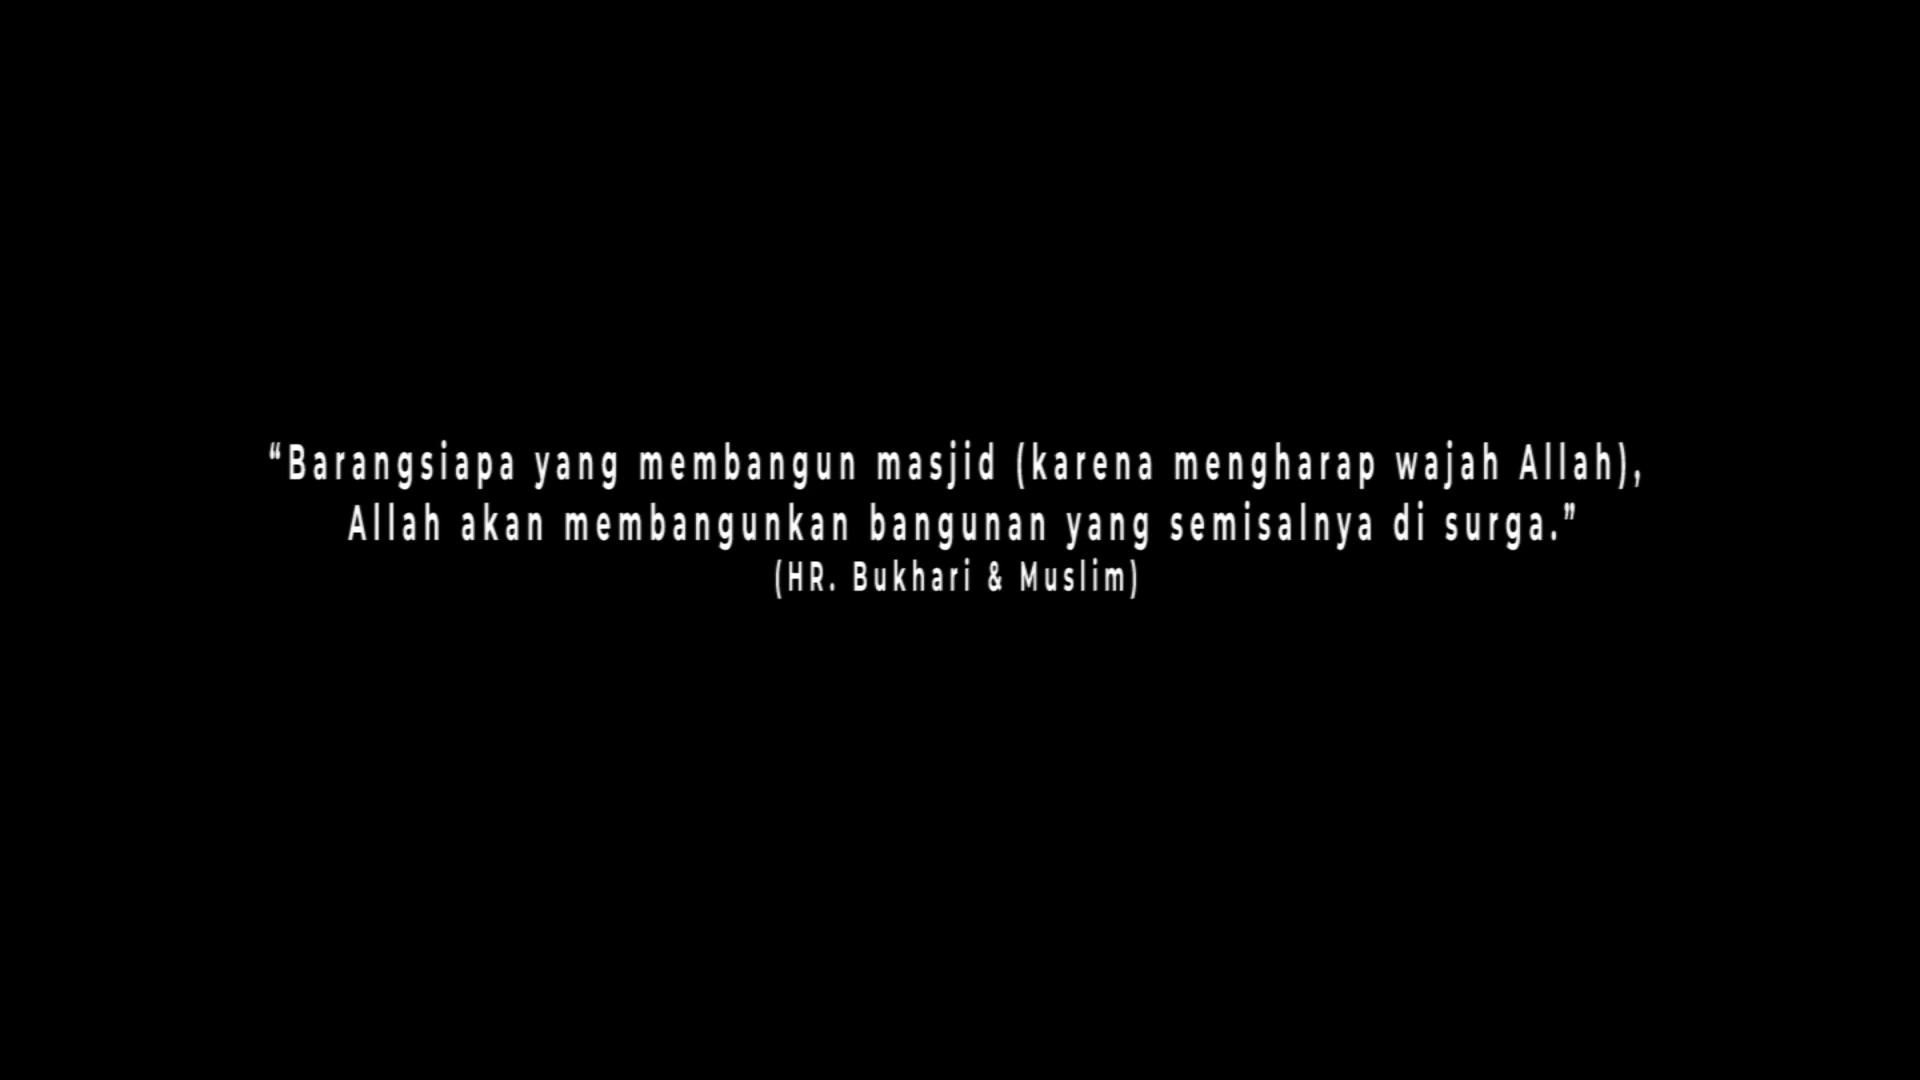 “Barangsiapa yang membangun masjid (karena mengharap wajah Allah),
Allah akan membangunkan bangunan yang semisalnya di surga.”
(HR. Bukhari & Muslim)